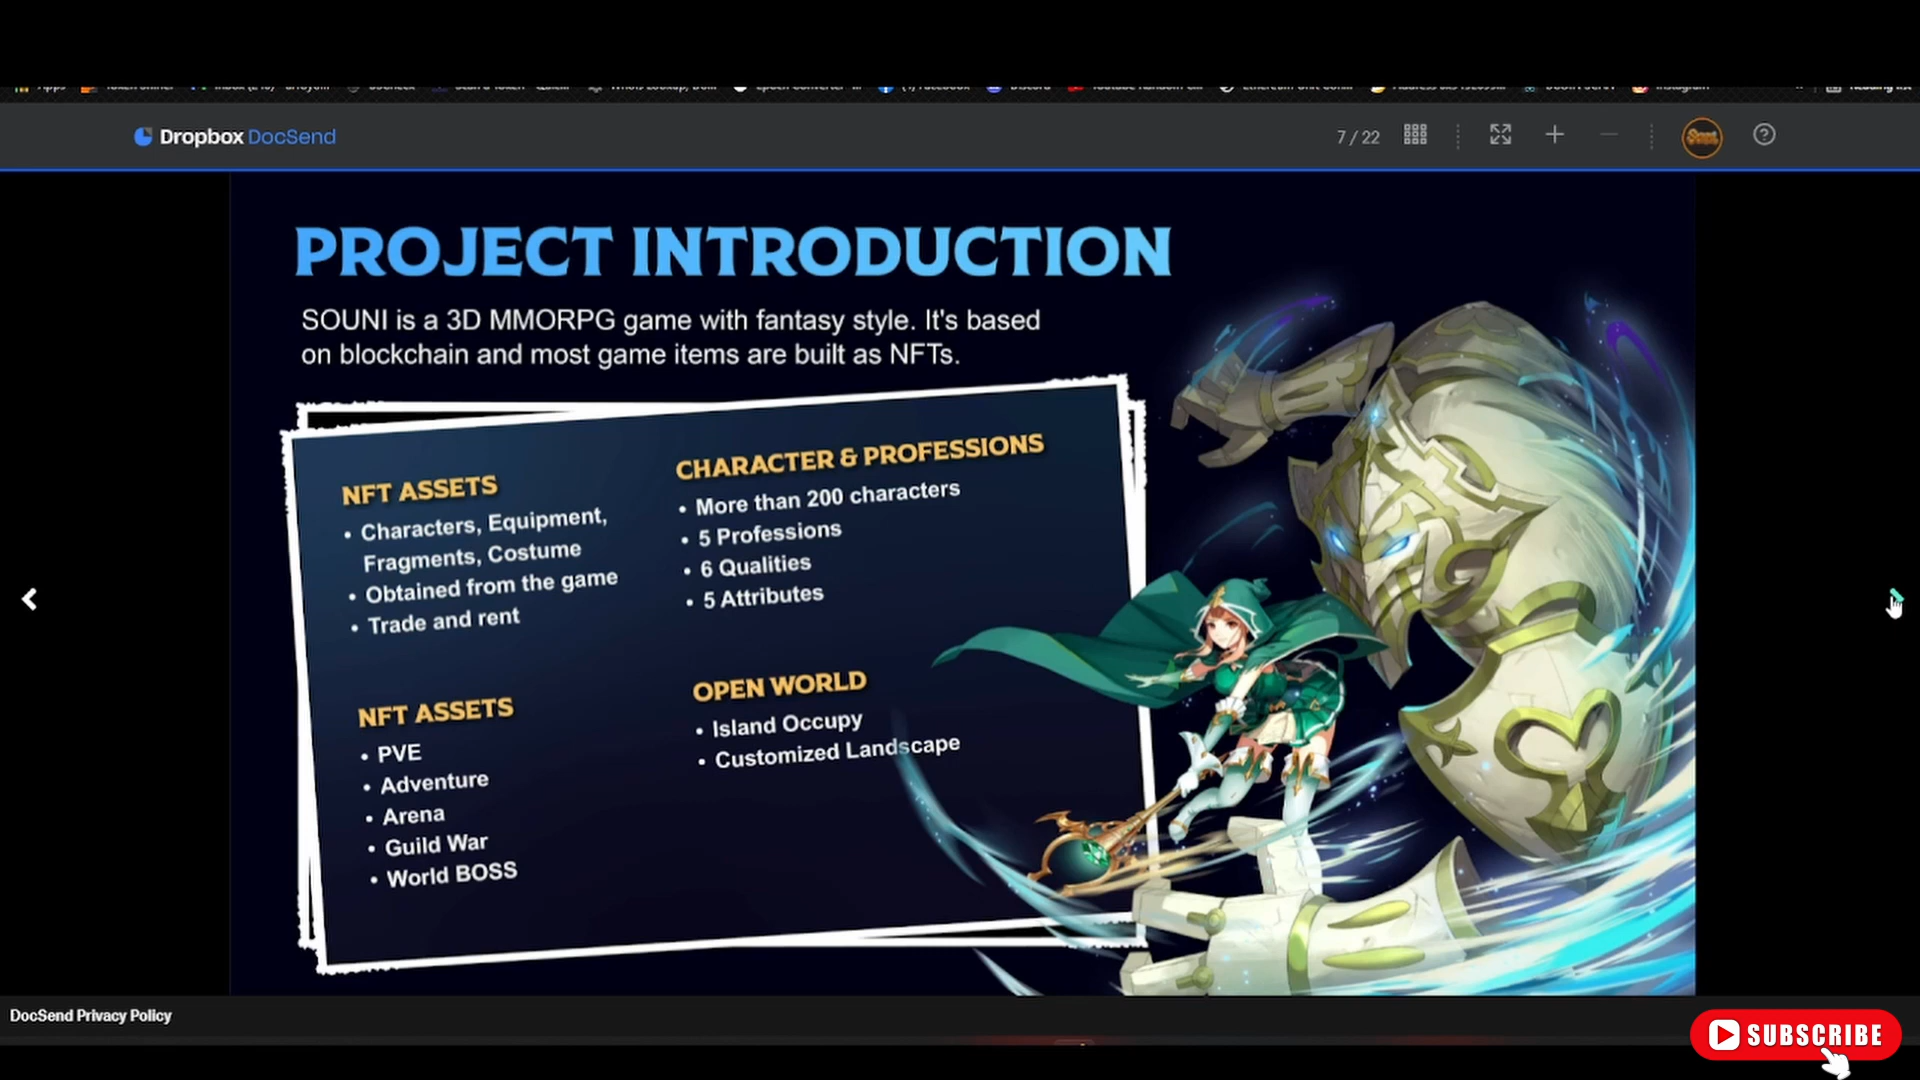 Dropbox DocSend
7 / 22
PROJECT INTRODUCTION
SOUNI is a 3D MMORPG game with fantasy style. It's based
on blockchain and most game items are built as NFTs.
NFT ASSETS
• Characters, Equipment,
Fragments, Costume
• Obtained from the game
• Trade and rent
CHARACTER & PROFESSIONS
• More than 200 characters
• 5 Professions
• 6 Qualities
• 5 Attributes
NFT ASSETS
• PVE
• Adventure
• Arena
• Guild War
• World BOSS
OPEN WORLD
• Island Occupy
• Customized Landscape
DocSend Privacy Policy
SUBSCRIBE